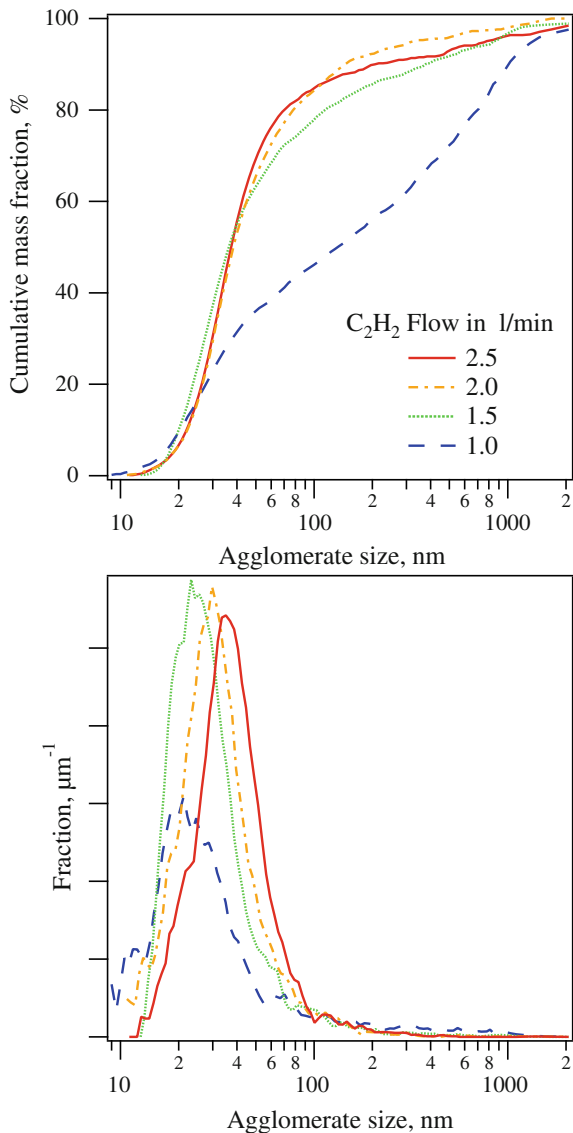 100
80
60
40
20
0
Cumulative mass fraction, %
C₂H₂ Flow in l/min
2.5
2.0
1.5
1.0
2 4 6 8 2 4 6 8 2
10 100 1000
Agglomerate size, nm
Fraction, µm⁻¹
2 4 6 8 2 4 6 8 2
10 100 1000
Agglomerate size, nm